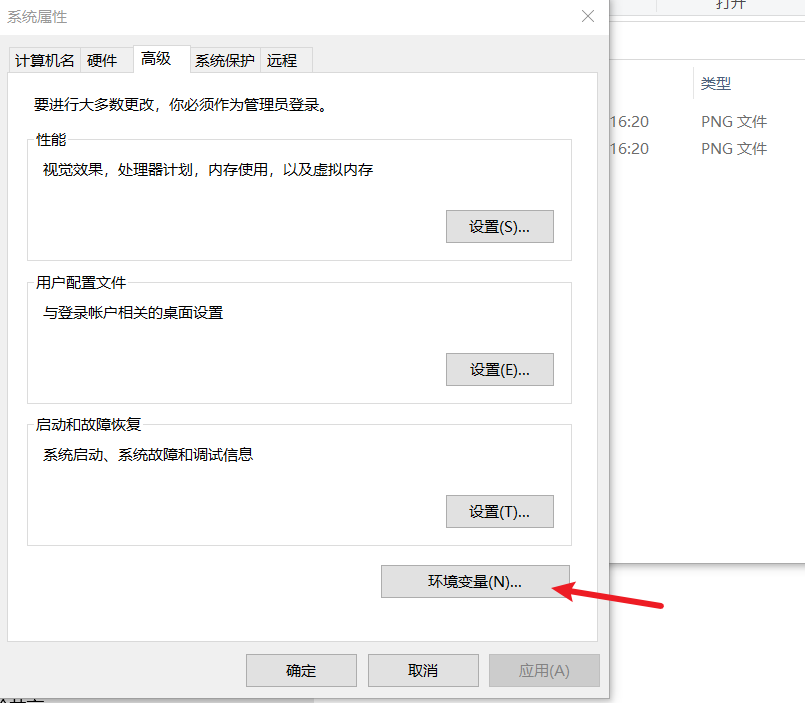 系统属性
打开
计算机名 硬件 高级 系统保护 远程
要进行大多数更改，你必须作为管理员登录。
性能
视觉效果，处理器计划，内存使用，以及虚拟内存
设置(S)...
用户配置文件
与登录帐户相关的桌面设置
设置(E)...
启动和故障恢复
系统启动、系统故障和调试信息
设置(T)...
环境变量(N)...
确定 取消 应用(A)
类型
16:20 PNG 文件
16:20 PNG 文件